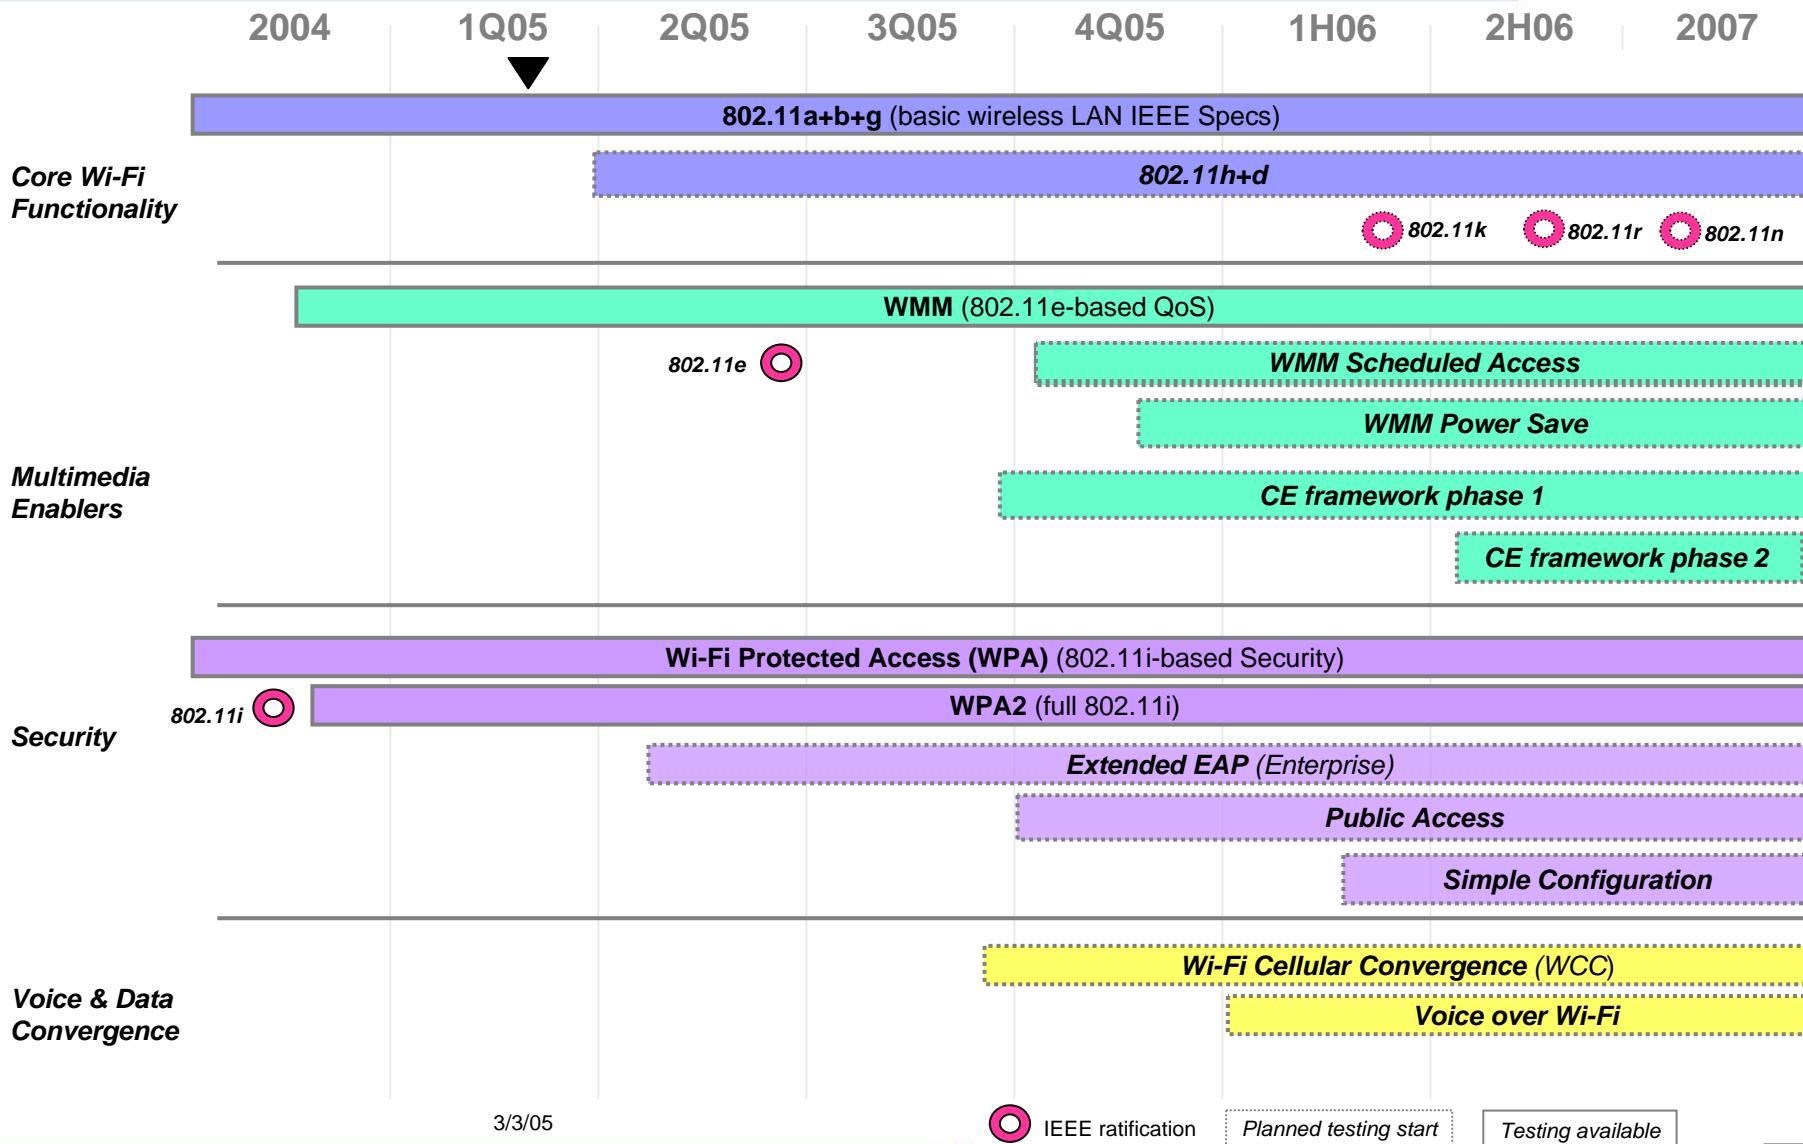 2004 1Q05 2Q05 3Q05 4Q05 1H06 2H06 2007
802.11a+b+g (basic wireless LAN IEEE Specs)
802.11h+d
Core Wi-Fi
Functionality
802.11k 802.11r 802.11n
WMM (802.11e-based QoS)
802.11e
WMM Scheduled Access
WMM Power Save
Multimedia
Enablers
CE framework phase 1
CE framework phase 2
Wi-Fi Protected Access (WPA) (802.11i-based Security)
802.11i
WPA2 (full 802.11i)
Security
Extended EAP (Enterprise)
Public Access
Simple Configuration
Wi-Fi Cellular Convergence (WCC)
Voice & Data
Convergence
Voice over Wi-Fi
3/3/05
IEEE ratification
Planned testing start
Testing available